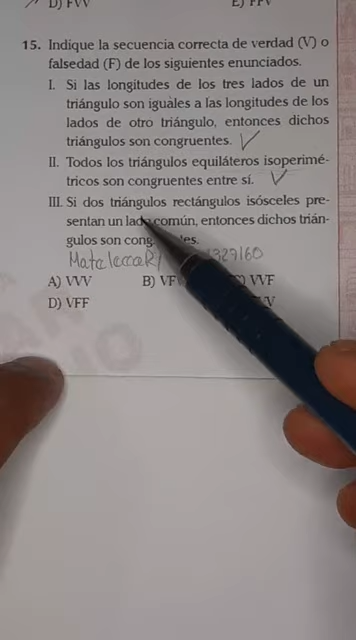 D) FVV E) FFV
15. Indique la secuencia correcta de verdad (V) o
falsedad (F) de los siguientes enunciados.
I. Si las longitudes de los tres lados de un
triángulo son iguales a las longitudes de los
lados de otro triángulo, entonces dichos
triángulos son congruentes.
II. Todos los triángulos equiláteros isoperimé-
tricos son congruentes entre sí.
III. Si dos triángulos rectángulos isósceles pre-
sentan un lado común, entonces dichos trián-
gulos son
A) VVV B) VF VVF
D) VFF